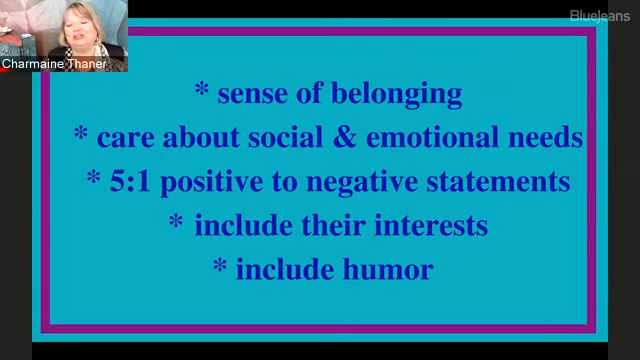 BlueJeans
Charmaine Thaner
* sense of belonging
* care about social & emotional needs
* 5:1 positive to negative statements
* include their interests
* include humor